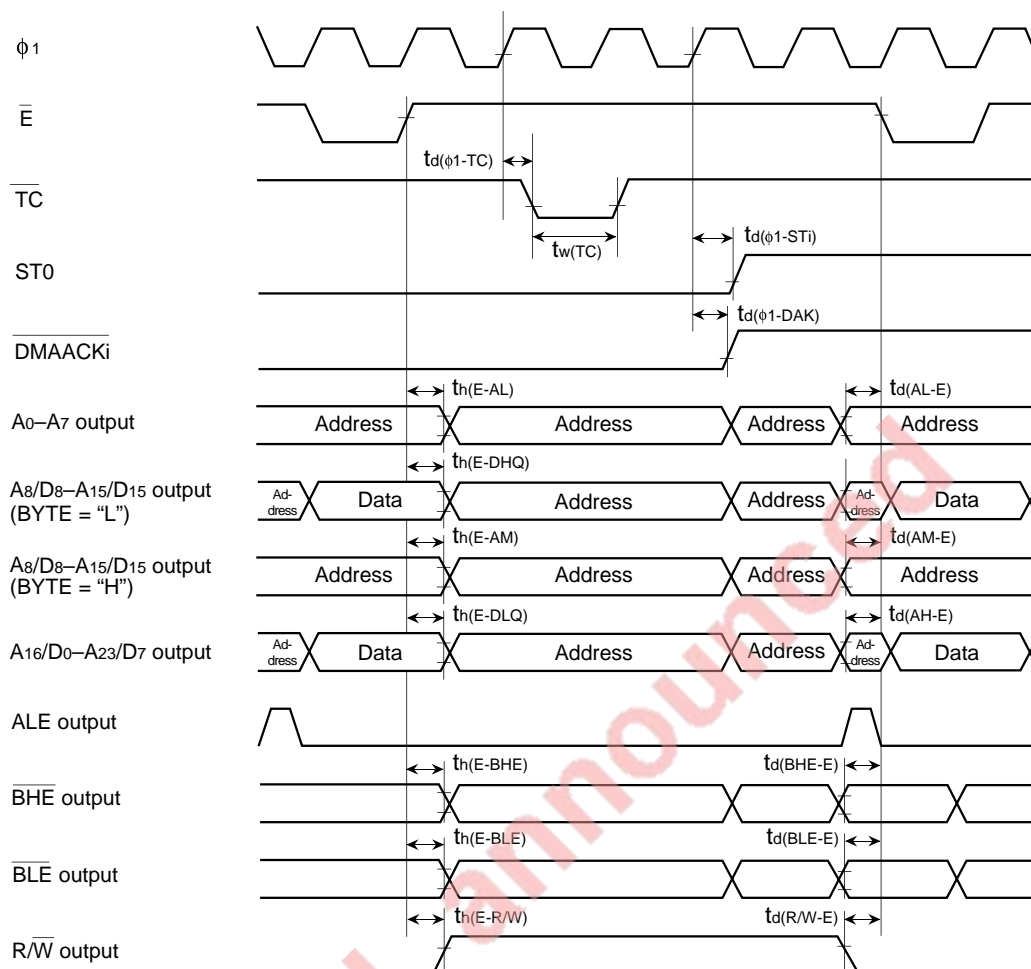 ϕ1
E
td(ϕ1-TC)
TC
tw(TC)
td(ϕ1-STi)
ST0
td(ϕ1-DAK)
DMAACKi
th(E-AL) td(AL-E)
A0–A7 output Address Address Address Address
th(E-DHQ)
A8/D8–A15/D15 output
(BYTE = “L”)
Ad-
dress Data Address Address Ad-
dress Data
th(E-AM) td(AM-E)
A8/D8–A15/D15 output
(BYTE = “H”)
Address Address Address Address
th(E-DLQ) td(AH-E)
A16/D0–A23/D7 output Ad-
dress Data Address Address Ad-
dress Data
ALE output
th(E-BHE) td(BHE-E)
BHE output
th(E-BLE) td(BLE-E)
BLE output
th(E-R/W) td(R/W-E)
R/W output
announced